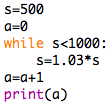 s=500
a=0
while s<1000:
    s=1.03*s
a=a+1
print(a)